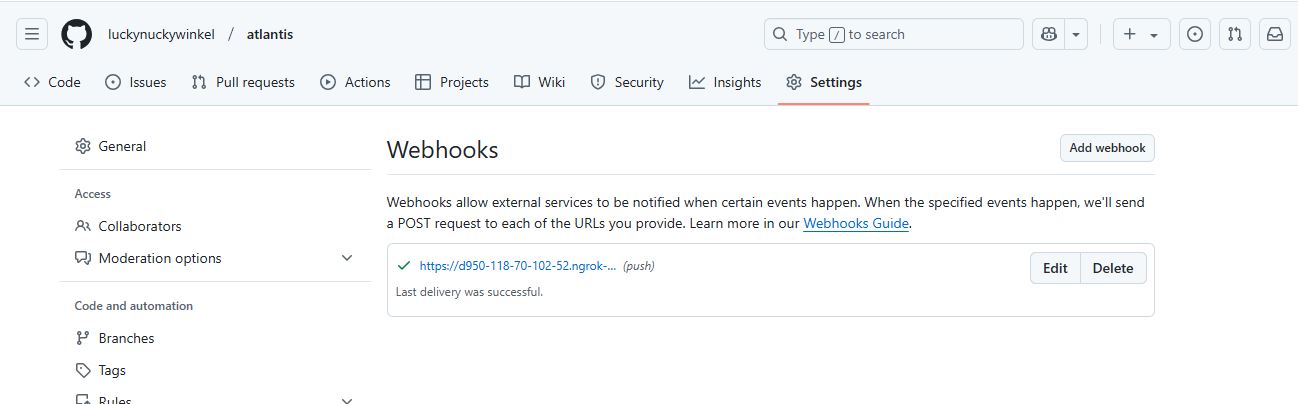 luckynuckywinkel / atlantis
Type / to search
Code Issues Pull requests Actions Projects Wiki Security Insights Settings
General
Access
Collaborators
Moderation options
Code and automation
Branches
Tags
Rules
Webhooks
Add webhook
Webhooks allow external services to be notified when certain events happen. When the specified events happen, we'll send
a POST request to each of the URLs you provide. Learn more in our Webhooks Guide.
https://d950-118-70-102-52.ngrok-... (push)
Edit Delete
Last delivery was successful.